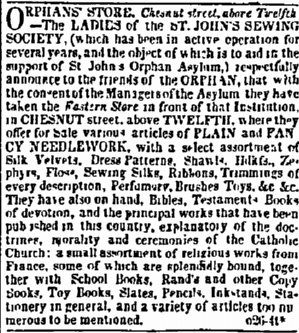 ORPHANS' STORE, Chesnut street, above Twelfth
—The LADIES of the ST. JOHN'S SEWING
SOCIETY, (which has been in active operation for
several years, and the object of which is to aid ir the
support of St John's Orphan Asylum,) respectfully
announce to the friends of the ORPHAN, that with
the consent of the Managers of the Asylum they have
taken the Eastern Store in front of that Institution,
in CHESNUT street. above TWELFTH, where they
offer for sale various articles of PLAIN and FAN
CY NEEDLEWORK, with a select assortment of
Silk Velvets, Dress Patterns, Shawls, Hdkfs., Ze-
phyrs, Floss, Sewing Silks, Ribbons, Trimmings of
every description, Perfumery, Brushes Toys, &c &c.
They have also on hand, Bibles, Testaments Books
of devotion, and the principal works that have been
published in this country, explanatory of the doc-
trines, morality and ceremonies of the Catholic
Church: a small assortment of religious works from
France, some of which are splendidly bound, toge-
ther with School Books, Rand's and other Copy
Books, Toy Books, Slates, Pencils, Inkstands, Sta-
tionery in general, and a variety of articles too nu
merous to be mentioned. o26-4t*